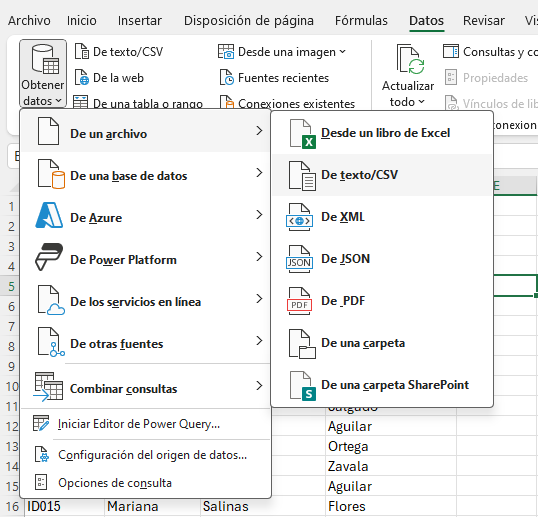 Archivo Inicio Insertar Disposición de página Fórmulas Datos Revisar
Obtener datos
De texto/CSV
De la web
De una tabla o rango
Desde una imagen
Fuentes recientes
Conexiones existentes
Actualizar todo
Consultas y co
Propiedades
Vínculos de lib
De un archivo
De una base de datos
De Azure
De Power Platform
De los servicios en línea
De otras fuentes
Combinar consultas
Iniciar Editor de Power Query...
Configuración del origen de datos...
Opciones de consulta
Desde un libro de Excel
De texto/CSV
De XML
De JSON
De .PDF
De una carpeta
De una carpeta SharePoint
JSON
PDF
E
1
2
3
4
5
6
7
8
9
10
11 Salgado
12 Aguilar
13 Ortega
14 Zavala
15 Aguilar
16 ID015 Mariana Salinas Flores